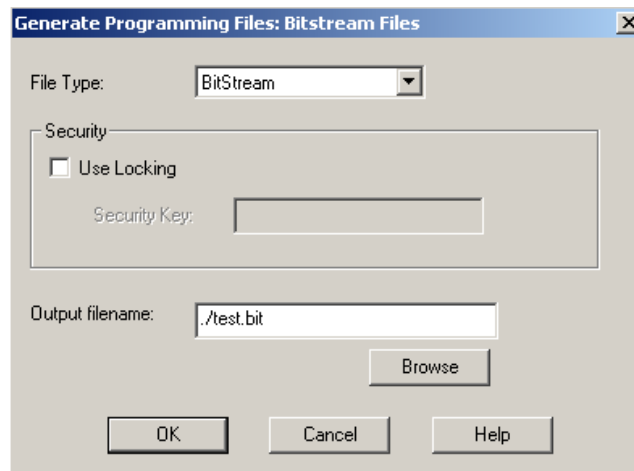 Generate Programming Files: Bitstream Files
File Type:
BitStream
Security
Use Locking
Security Key:
Output filename:
./test.bit
Browse
OK
Cancel
Help